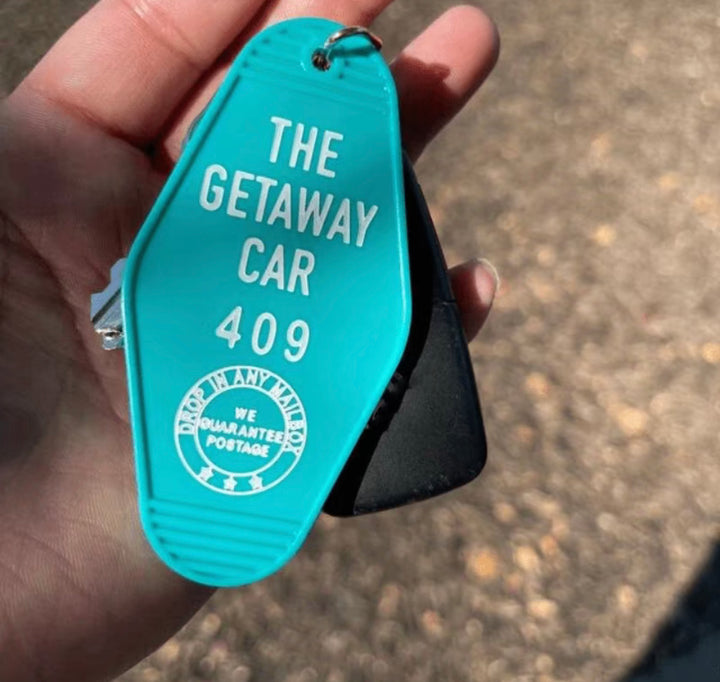 THE
GETAWAY
CAR
409
DROP IN ANY MAILBOX
WE
GUARANTEE
POSTAGE